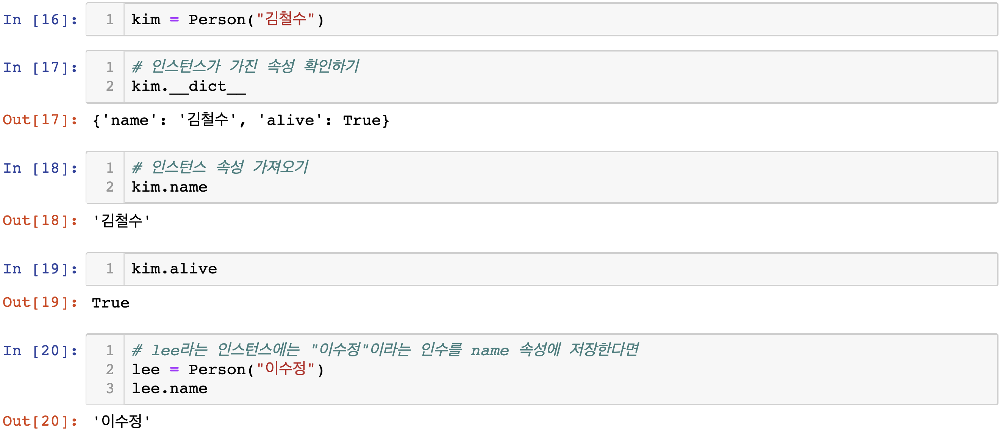 In [16]: 1 kim = Person("김철수")
In [17]: 1 # 인스턴스가 가진 속성 확인하기
2 kim.__dict__
Out[17]: {'name': '김철수', 'alive': True}
In [18]: 1 # 인스턴스 속성 가져오기
2 kim.name
Out[18]: '김철수'
In [19]: 1 kim.alive
Out[19]: True
In [20]: 1 # lee라는 인스턴스에는 "이수정"이라는 인수를 name 속성에 저장한다면
2 lee = Person("이수정")
3 lee.name
Out[20]: '이수정'